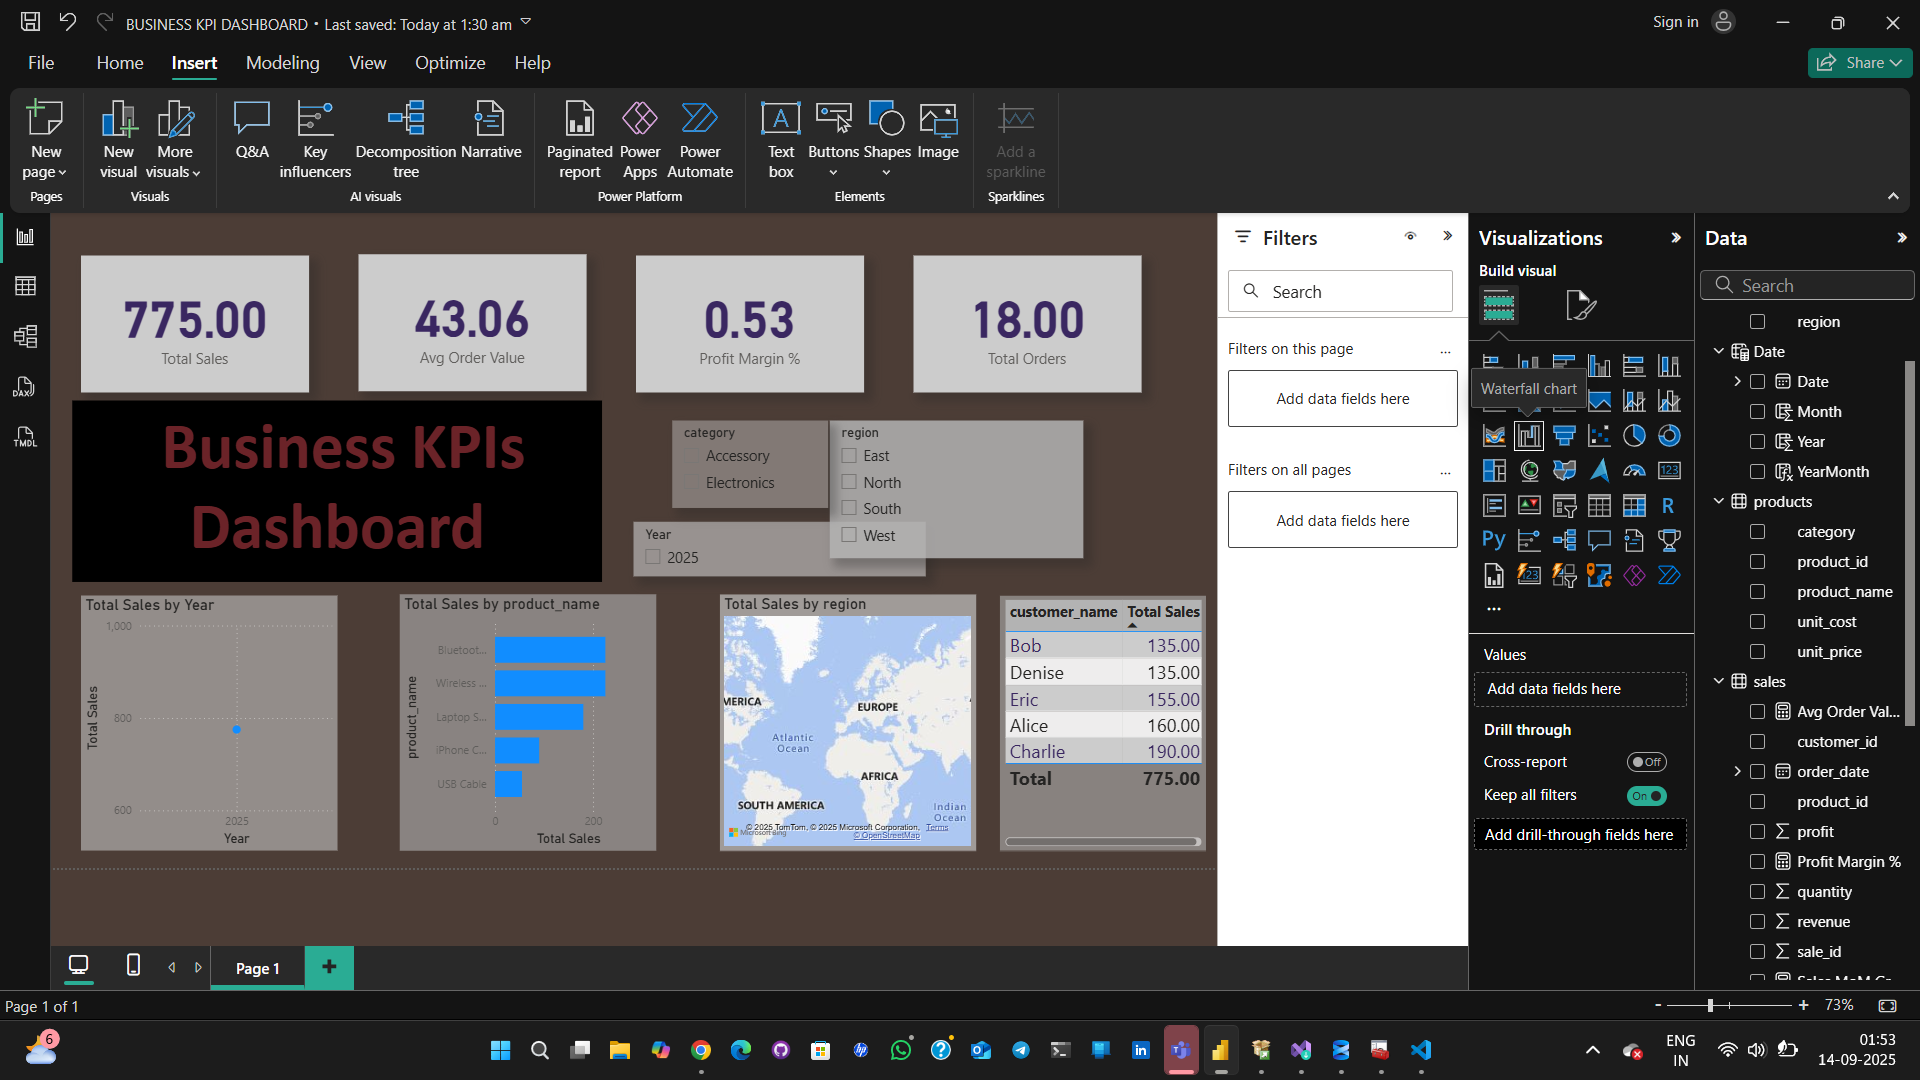 BUSINESS KPI DASHBOARD • Last saved: Today at 1:30 am
Sign in
File Home Insert Modeling View Optimize Help
Share
New page
New visual
More visuals
Q&A
Key influencers
Decomposition tree
Narrative
Paginated report
Power Apps
Power Automate
Text box
Buttons
Shapes
Image
Add a sparkline
Pages
Visuals
AI visuals
Power Platform
Elements
Sparklines
DAX
TMDL
775.00
Total Sales
43.06
Avg Order Value
0.53
Profit Margin %
18.00
Total Orders
Business KPIs
Dashboard
category
Accessory
Electronics
region
East
North
South
West
Year
2025
Total Sales by Year
1,000
800
600
Total Sales
2025
Year
Total Sales by product_name
product_name
Bluetoot...
Wireless ...
Laptop S...
iPhone C...
USB Cable
0 200
Total Sales
Total Sales by region
MERICA
EUROPE
Atlantic
Ocean
AFRICA
SOUTH AMERICA
Indian
Ocean
Microsoft Bing
© 2025 TomTom, © 2025 Microsoft Corporation, Terms
© OpenStreetMap
customer_name Total Sales
Bob 135.00
Denise 135.00
Eric 155.00
Alice 160.00
Charlie 190.00
Total 775.00
Filters
Search
Filters on this page ...
Add data fields here
Filters on all pages ...
Add data fields here
Visualizations
Build visual
Waterfall chart
123
R
Py
123
...
Values
Add data fields here
Drill through
Cross-report Off
Keep all filters On
Add drill-through fields here
Data
Search
region
Date
Date
Month
Year
YearMonth
products
category
product_id
product_name
unit_cost
unit_price
sales
Avg Order Val...
customer_id
order_date
product_id
profit
Profit Margin %
quantity
revenue
sale_id
Page 1
Page 1 of 1
- + 73%
6
hp
in
ENG
IN
01:53
14-09-2025